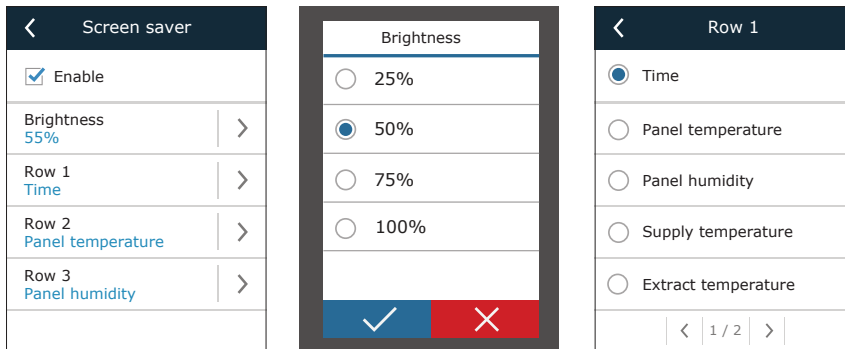 Screen saver
Enable
Brightness
55%
Row 1
Time
Row 2
Panel temperature
Row 3
Panel humidity
Brightness
25%
50%
75%
100%
Row 1
Time
Panel temperature
Panel humidity
Supply temperature
Extract temperature
1 / 2